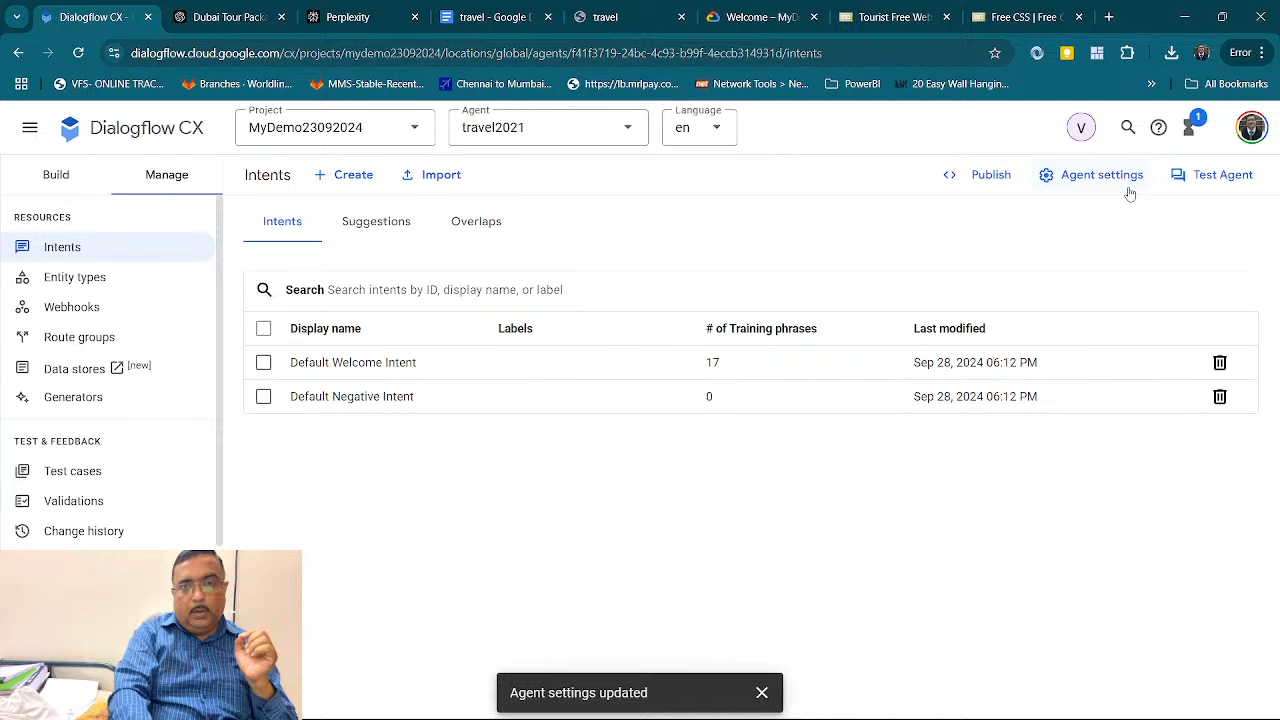 Dubai Tour Pack
Perplexity
travel - Google D
travel
Welcome – MyD
Tourist Free Web
Free CSS | Free C
dialogflow.cloud.google.com/cx/projects/mydemo23092024/locations/global/agents/f41f3719-24bc-4c93-b99f-4eccb314931d/intents
Error
VFS- ONLINE TRAC...
Branches · Worldlin...
MMS-Stable-Recent...
Chennai to Mumbai...
https://lb.mrlpay.co...
Network Tools > Ne...
PowerBI
20 Easy Wall Hangin...
All Bookmarks
Dialogflow CX
Project
MyDemo23092024
Agent
travel2021
Language
en
V
1
Build
Manage
Intents
Create
Import
Publish
Agent settings
Test Agent
RESOURCES
Intents
Entity types
Webhooks
Route groups
Data stores [new]
Generators
TEST & FEEDBACK
Test cases
Validations
Change history
Intents Suggestions Overlaps
Search Search intents by ID, display name, or label
Display name Labels # of Training phrases Last modified
Default Welcome Intent 17 Sep 28, 2024 06:12 PM
Default Negative Intent 0 Sep 28, 2024 06:12 PM
Agent settings updated